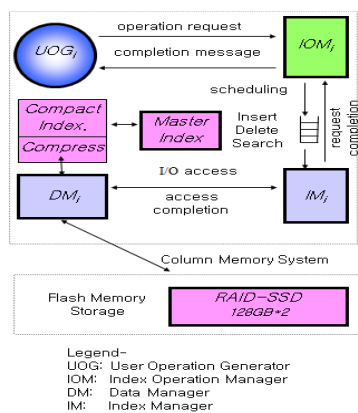 operation request
UOGi
IOMi
completion message
scheduling
Compact
Index.
Compress
Master
Index
Insert
Delete
Search
request
completion
I/O access
DMi
access
completion
IMi
Column Memory System
Flash Memory
Storage
RAID-SSD
128GB*2
Legend-
UOG: User Operation Generator
IOM: Index Operation Manager
DM: Data Manager
IM: Index Manager